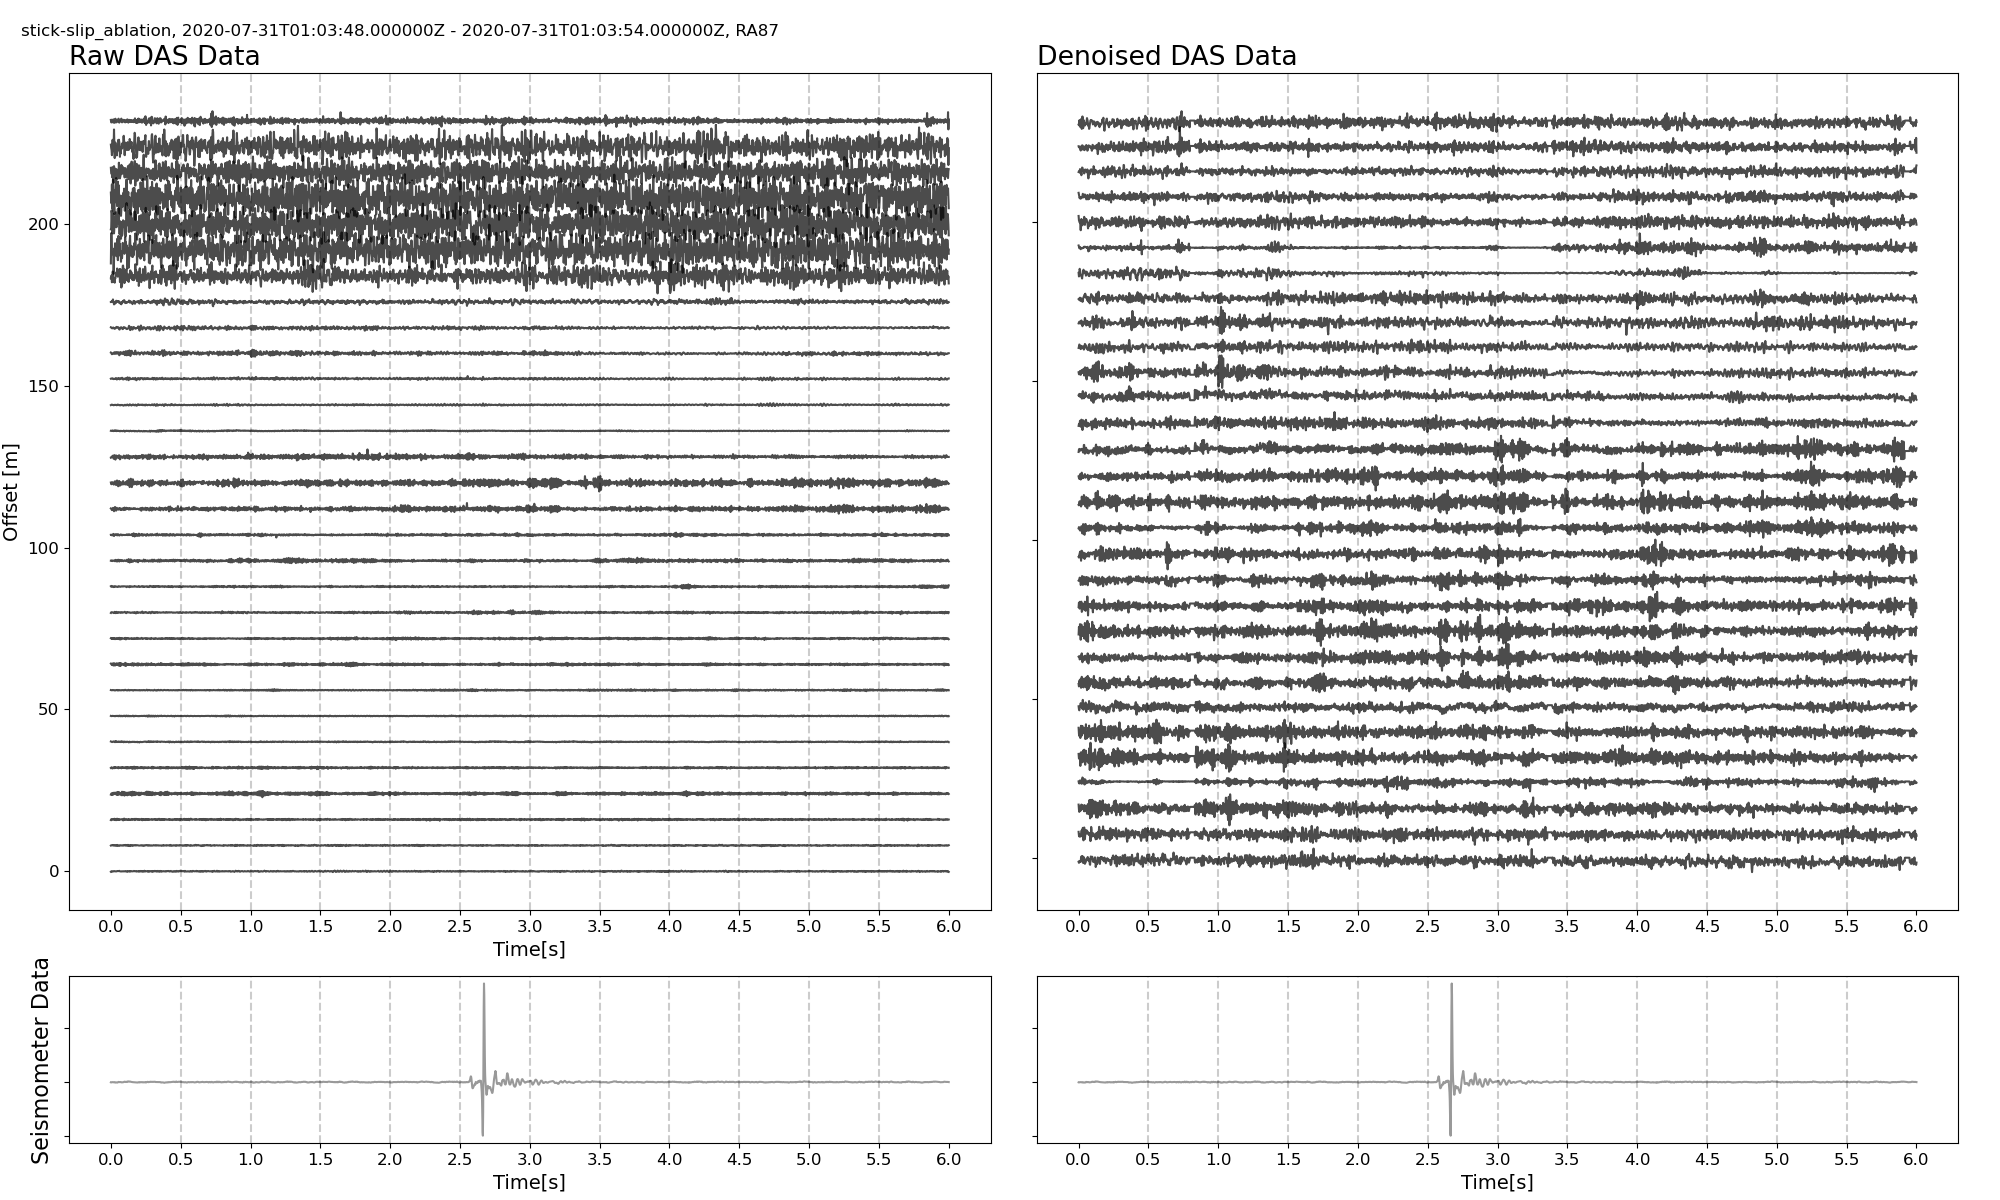 stick-slip_ablation, 2020-07-31T01:03:48.000000Z - 2020-07-31T01:03:54.000000Z, RA87
Raw DAS Data
Denoised DAS Data
Offset [m]
200
150
100
50
0
0.0 0.5 1.0 1.5 2.0 2.5 3.0 3.5 4.0 4.5 5.0 5.5 6.0
Time[s]
0.0 0.5 1.0 1.5 2.0 2.5 3.0 3.5 4.0 4.5 5.0 5.5 6.0
Seismometer Data
0.0 0.5 1.0 1.5 2.0 2.5 3.0 3.5 4.0 4.5 5.0 5.5 6.0
Time[s]
0.0 0.5 1.0 1.5 2.0 2.5 3.0 3.5 4.0 4.5 5.0 5.5 6.0
Time[s]